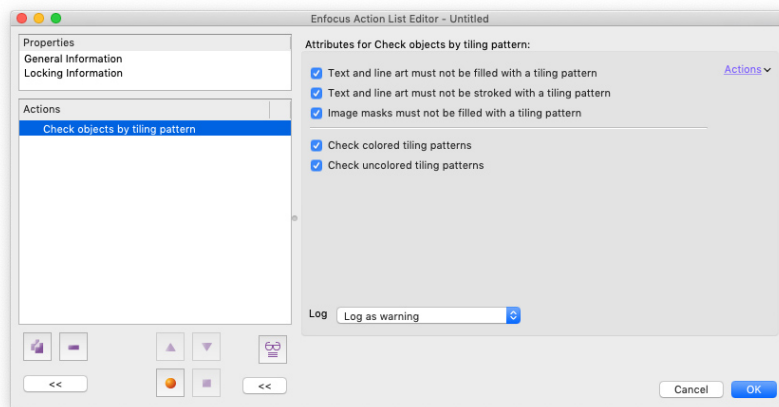 Enfocus Action List Editor - Untitled
Properties
General Information
Locking Information
Actions
Check objects by tiling pattern
<<
<<
Attributes for Check objects by tiling pattern:
Actions
Text and line art must not be filled with a tiling pattern
Text and line art must not be stroked with a tiling pattern
Image masks must not be filled with a tiling pattern
Check colored tiling patterns
Check uncolored tiling patterns
Log Log as warning
Cancel OK